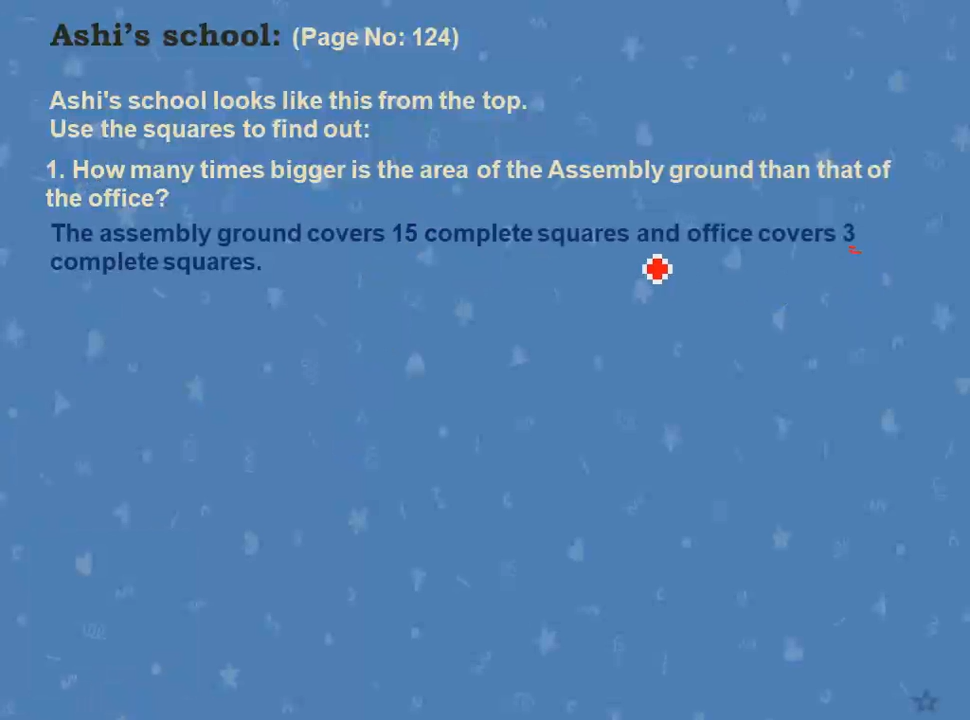 Ashi’s school: (Page No: 124)
Ashi's school looks like this from the top.
Use the squares to find out:
1. How many times bigger is the area of the Assembly ground than that of
the office?
The assembly ground covers 15 complete squares and office covers 3
complete squares.